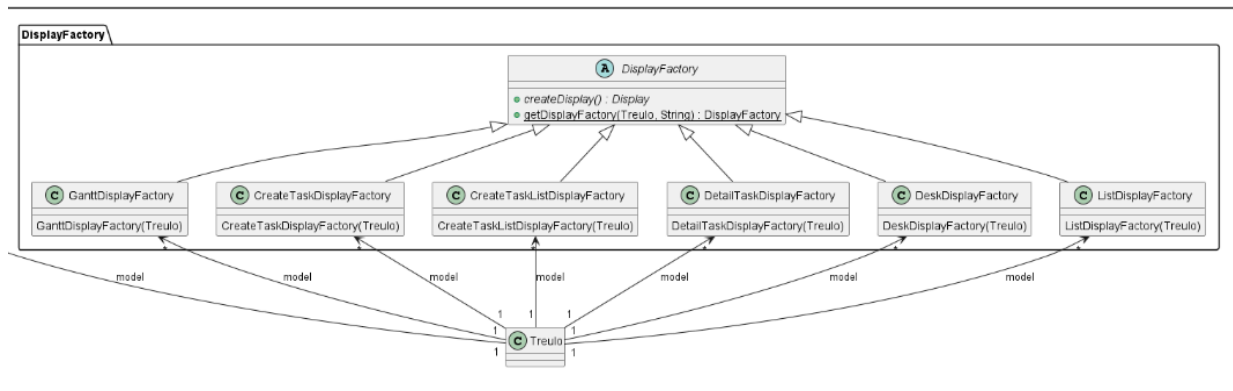 DisplayFactory
A DisplayFactory
createDisplay() : Display
getDisplayFactory(Treulo, String) : DisplayFactory
C GanttDisplayFactory
C CreateTaskDisplayFactory
C CreateTaskListDisplayFactory
C DetailTaskDisplayFactory
C DeskDisplayFactory
C ListDisplayFactory
GanttDisplayFactory(Treulo)
CreateTaskDisplayFactory(Treulo)
CreateTaskListDisplayFactory(Treulo)
DetailTaskDisplayFactory(Treulo)
DeskDisplayFactory(Treulo)
ListDisplayFactory(Treulo)
* * * * * *
model model model model model model model
1 1 1
1 1
C Treulo
1 1